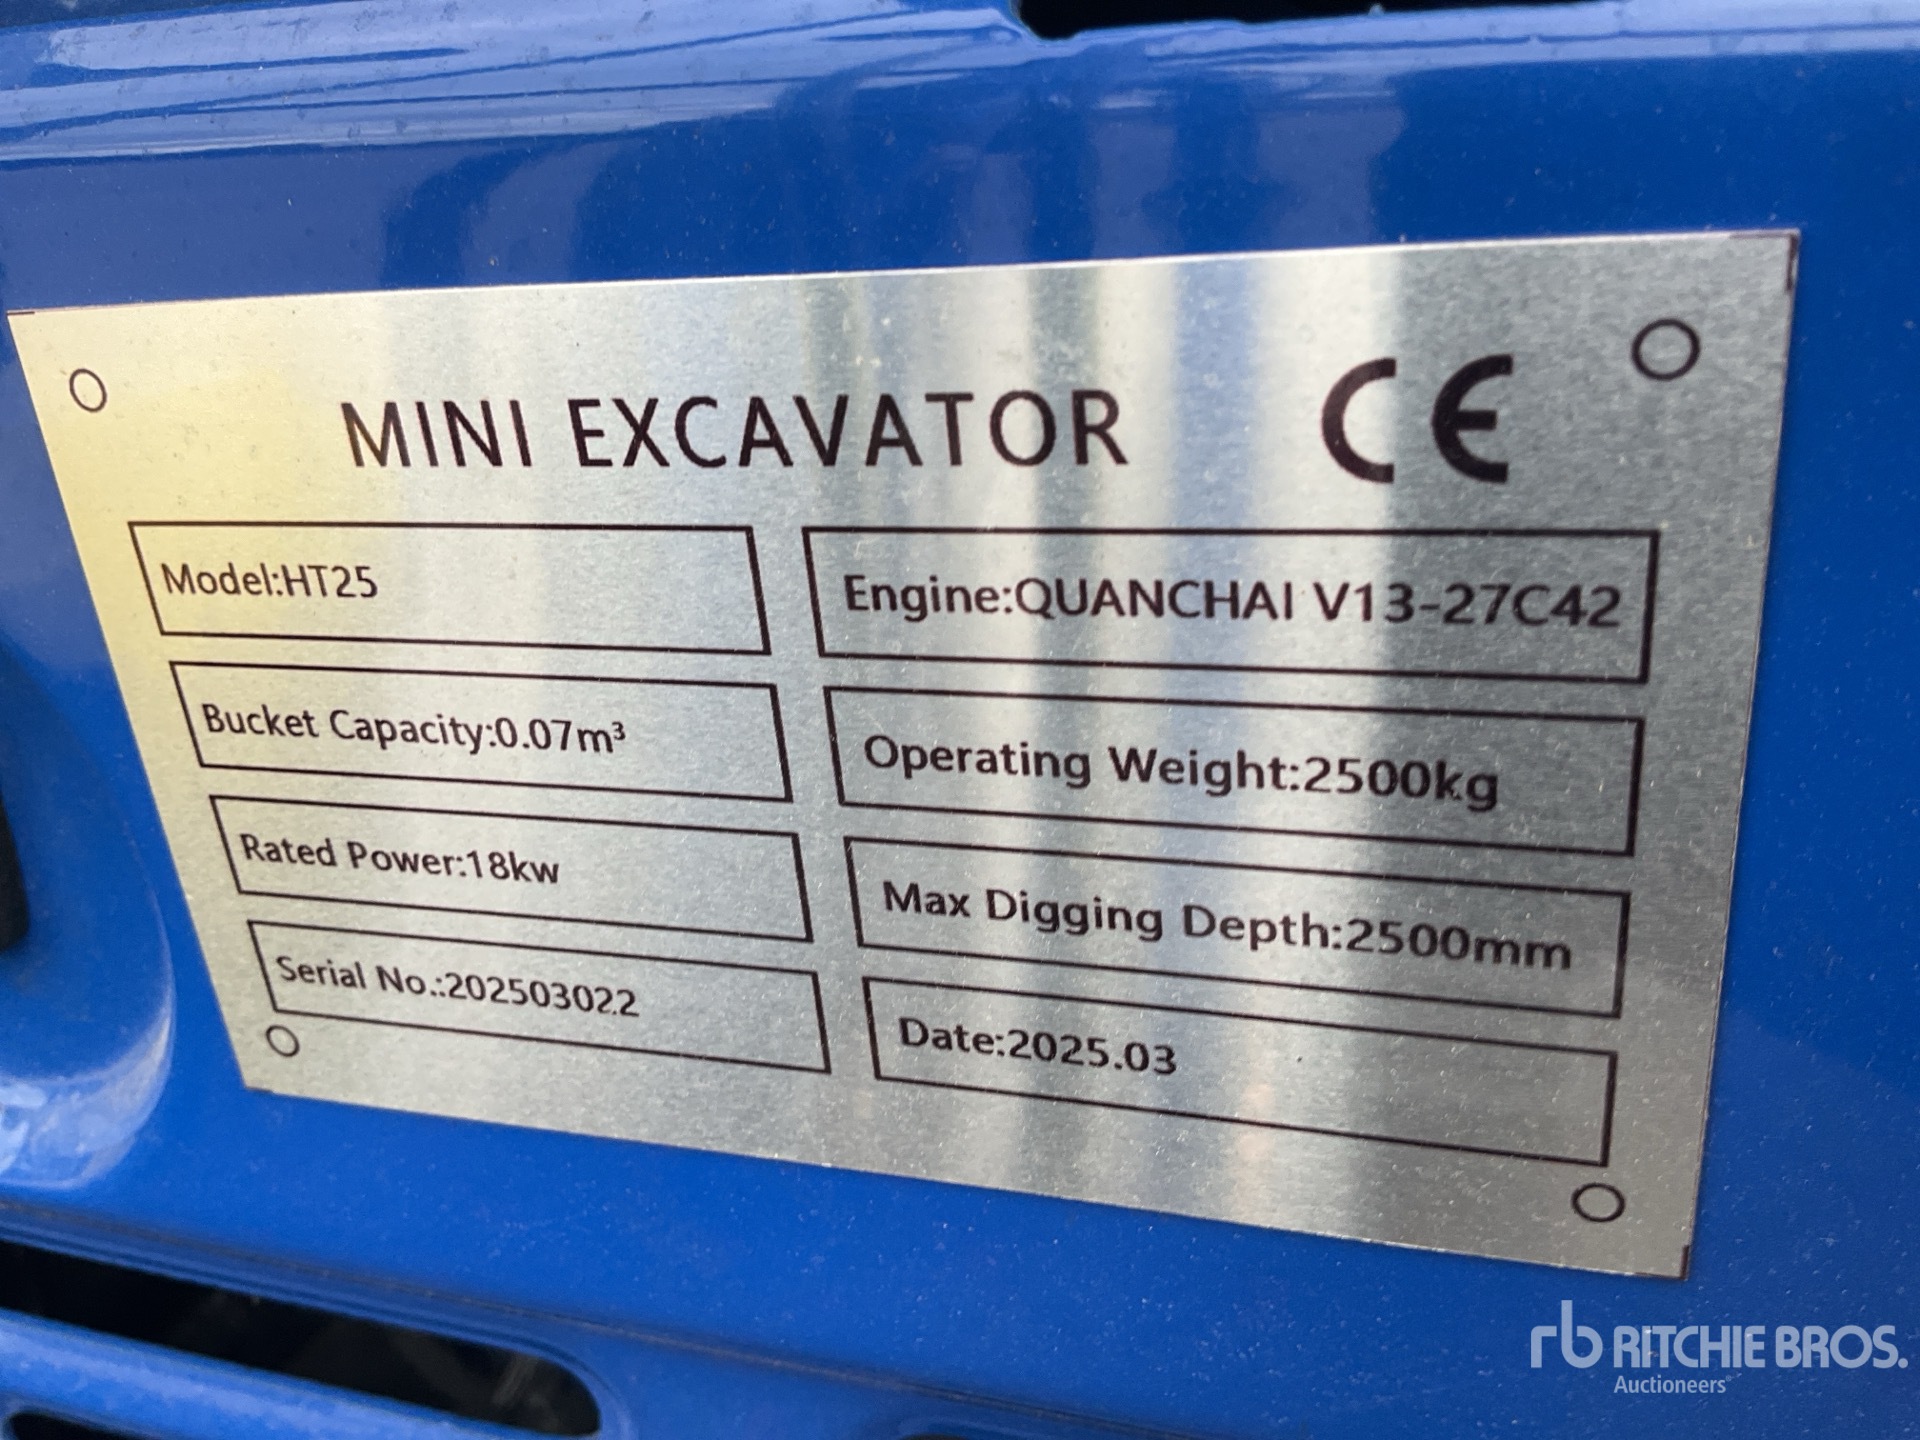 MINI EXCAVATOR CE
Model:HT25
Engine:QUANCHAI V13-27C42
Bucket Capacity:0.07m³
Operating Weight:2500kg
Rated Power:18kw
Max Digging Depth:2500mm
Serial No.:202503022
Date:2025.03
rb RITCHIE BROS.
Auctioneers